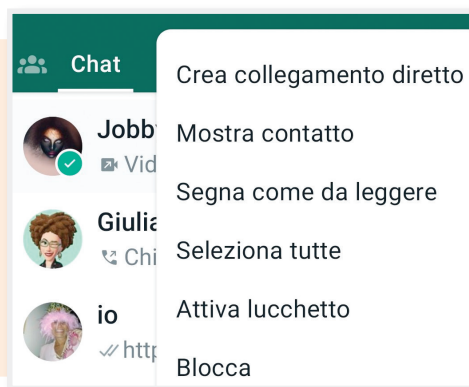 Chat
Crea collegamento diretto
Mostra contatto
Segna come da leggere
Seleziona tutte
Attiva lucchetto
Blocca
Jobby
Vid
Giulia
Chi
io
http